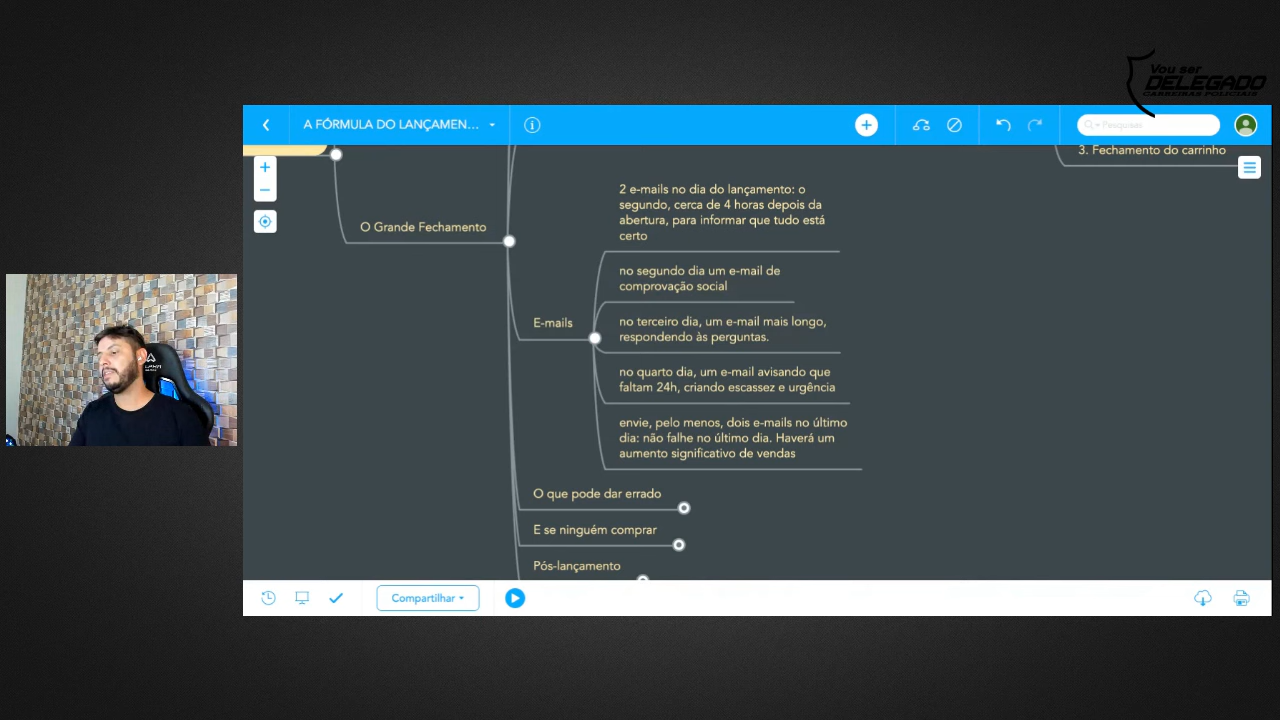 Vou ser
DELEGADO
CARREIRAS POLICIAIS
A FÓRMULA DO LANÇAMEN...
Pesquisar
3. Fechamento do carrinho
2 e-mails no dia do lançamento: o
segundo, cerca de 4 horas depois da
abertura, para informar que tudo está
certo
O Grande Fechamento
no segundo dia um e-mail de
comprovação social
E-mails
no terceiro dia, um e-mail mais longo,
respondendo às perguntas.
no quarto dia, um e-mail avisando que
faltam 24h, criando escassez e urgência
envie, pelo menos, dois e-mails no último
dia: não falhe no último dia. Haverá um
aumento significativo de vendas
O que pode dar errado
E se ninguém comprar
Pós-lançamento
Compartilhar